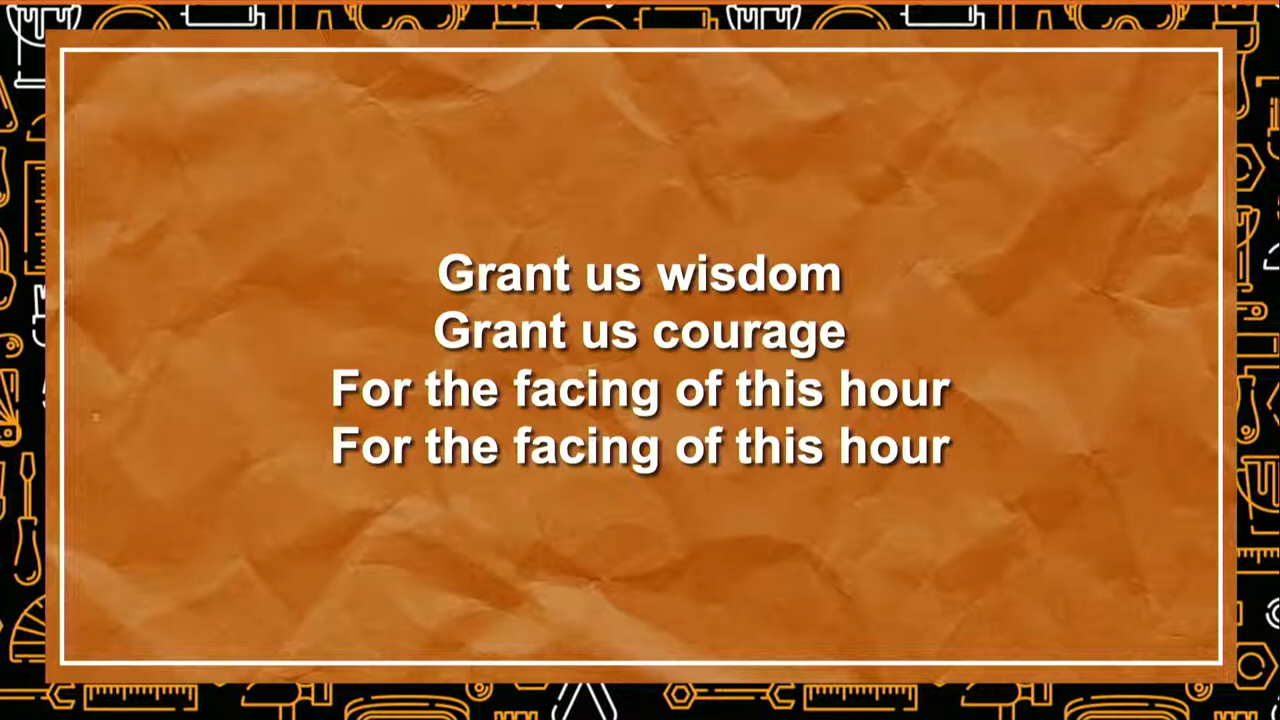 Grant us wisdom
Grant us courage
For the facing of this hour
For the facing of this hour